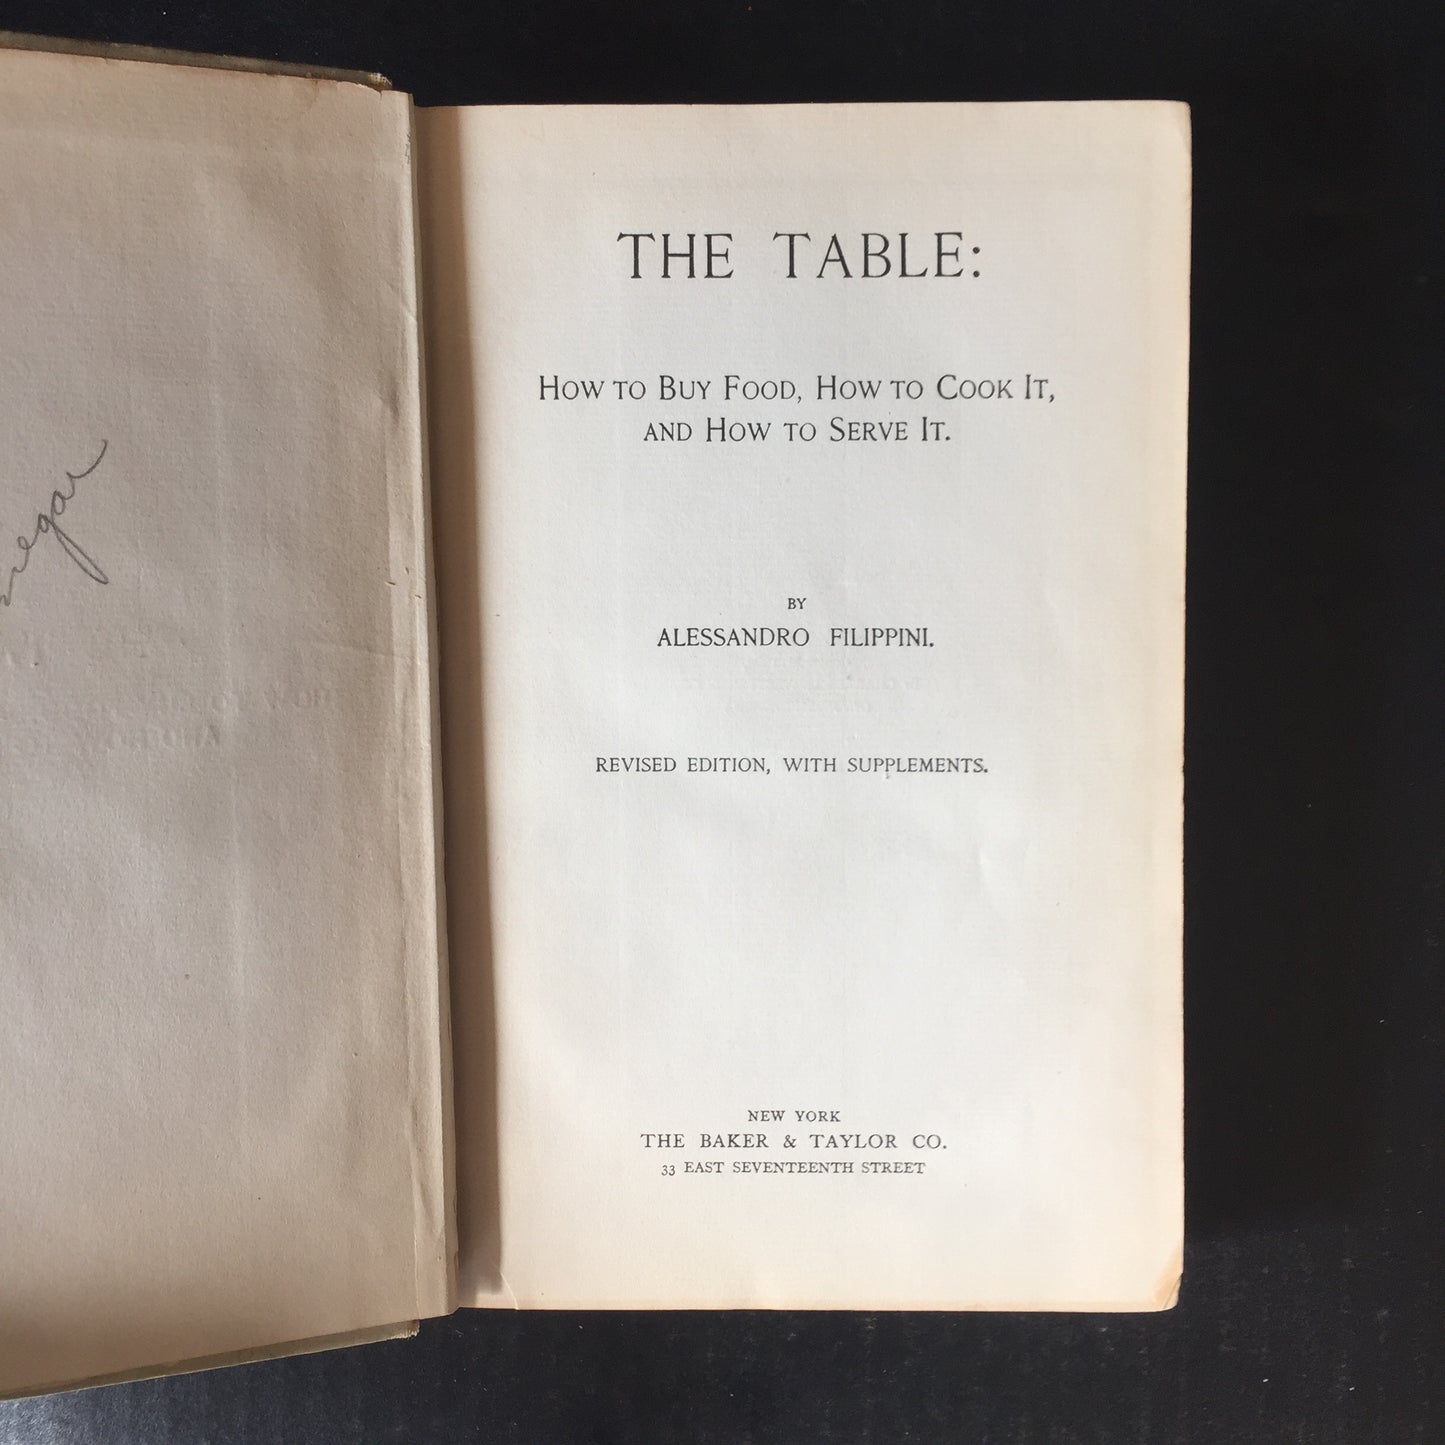 THE TABLE:
HOW TO BUY FOOD, HOW TO COOK IT,
AND HOW TO SERVE IT.
BY
ALESSANDRO FILIPPINI.
REVISED EDITION, WITH SUPPLEMENTS.
NEW YORK
THE BAKER & TAYLOR CO.
33 EAST SEVENTEENTH STREET